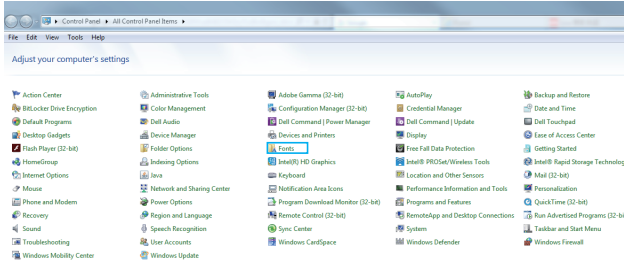 Control Panel ▸ All Control Panel Items ▸
File Edit View Tools Help
Adjust your computer's settings
Action Center Administrative Tools Adobe Gamma (32-bit) AutoPlay Backup and Restore
BitLocker Drive Encryption Color Management Configuration Manager (32-bit) Credential Manager Date and Time
Default Programs Dell Audio Dell Command | Power Manager Dell Command | Update Dell Touchpad
Desktop Gadgets Device Manager Devices and Printers Display Ease of Access Center
Flash Player (32-bit) Folder Options Fonts Free Fall Data Protection Getting Started
HomeGroup Indexing Options Intel(R) HD Graphics Intel® PROSet/Wireless Tools Intel® Rapid Storage Technolog
Internet Options Java Keyboard Location and Other Sensors Mail (32-bit)
Mouse Network and Sharing Center Notification Area Icons Performance Information and Tools Personalization
Phone and Modem Power Options Program Download Monitor (32-bit) Programs and Features QuickTime (32-bit)
Recovery Region and Language Remote Control (32-bit) RemoteApp and Desktop Connections Run Advertised Programs (32-bi
Sound Speech Recognition Sync Center System Taskbar and Start Menu
Troubleshooting User Accounts Windows CardSpace Windows Defender Windows Firewall
Windows Mobility Center Windows Update